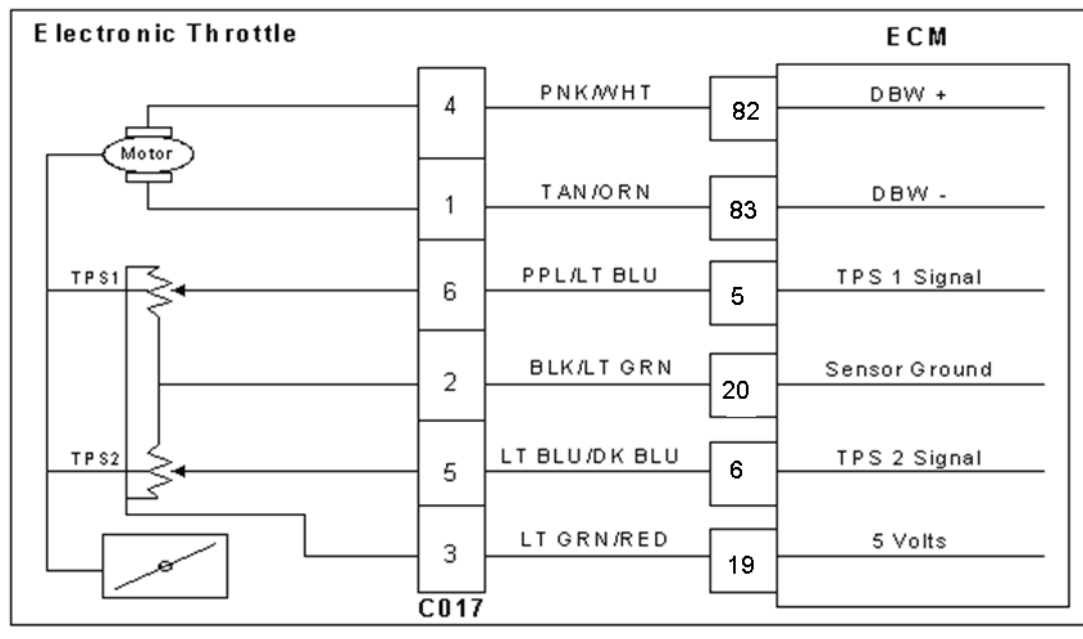 Electronic Throttle
ECM
4 PNK/WHT 82 DBW +
Motor
1 TAN/ORN 83 DBW -
TPS1 6 PPL/LT BLU 5 TPS 1 Signal
2 BLK/LT GRN 20 Sensor Ground
TPS2 5 LT BLU/DK BLU 6 TPS 2 Signal
3 LT GRN/RED 19 5 Volts
C017